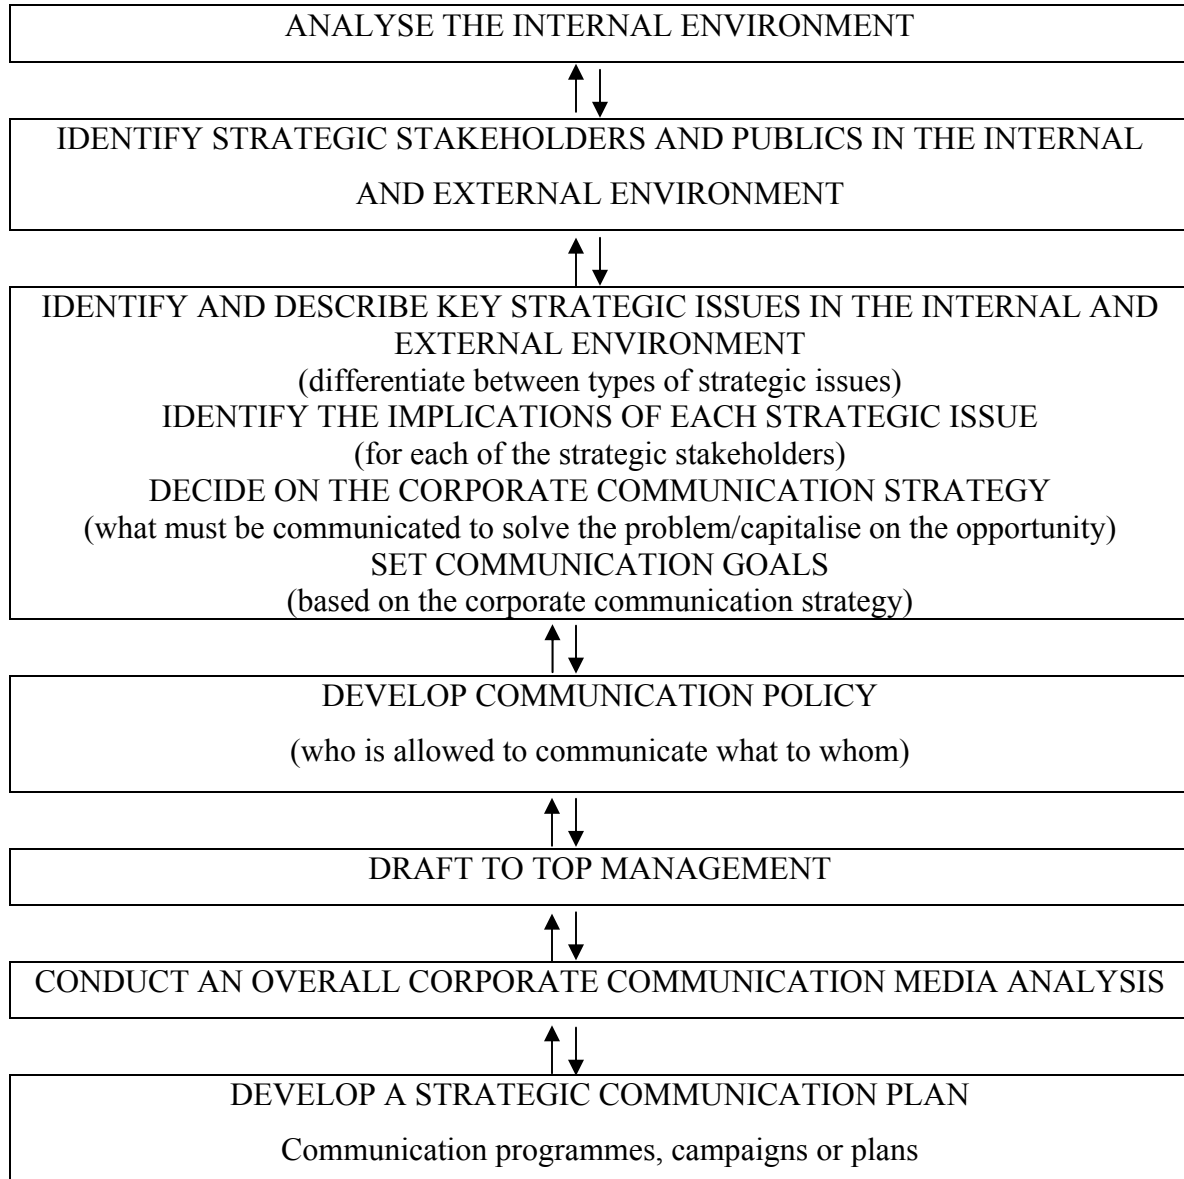 ANALYSE THE INTERNAL ENVIRONMENT
IDENTIFY STRATEGIC STAKEHOLDERS AND PUBLICS IN THE INTERNAL
AND EXTERNAL ENVIRONMENT
IDENTIFY AND DESCRIBE KEY STRATEGIC ISSUES IN THE INTERNAL AND
EXTERNAL ENVIRONMENT
(differentiate between types of strategic issues)
IDENTIFY THE IMPLICATIONS OF EACH STRATEGIC ISSUE
(for each of the strategic stakeholders)
DECIDE ON THE CORPORATE COMMUNICATION STRATEGY
(what must be communicated to solve the problem/capitalise on the opportunity)
SET COMMUNICATION GOALS
(based on the corporate communication strategy)
DEVELOP COMMUNICATION POLICY
(who is allowed to communicate what to whom)
DRAFT TO TOP MANAGEMENT
CONDUCT AN OVERALL CORPORATE COMMUNICATION MEDIA ANALYSIS
DEVELOP A STRATEGIC COMMUNICATION PLAN
Communication programmes, campaigns or plans